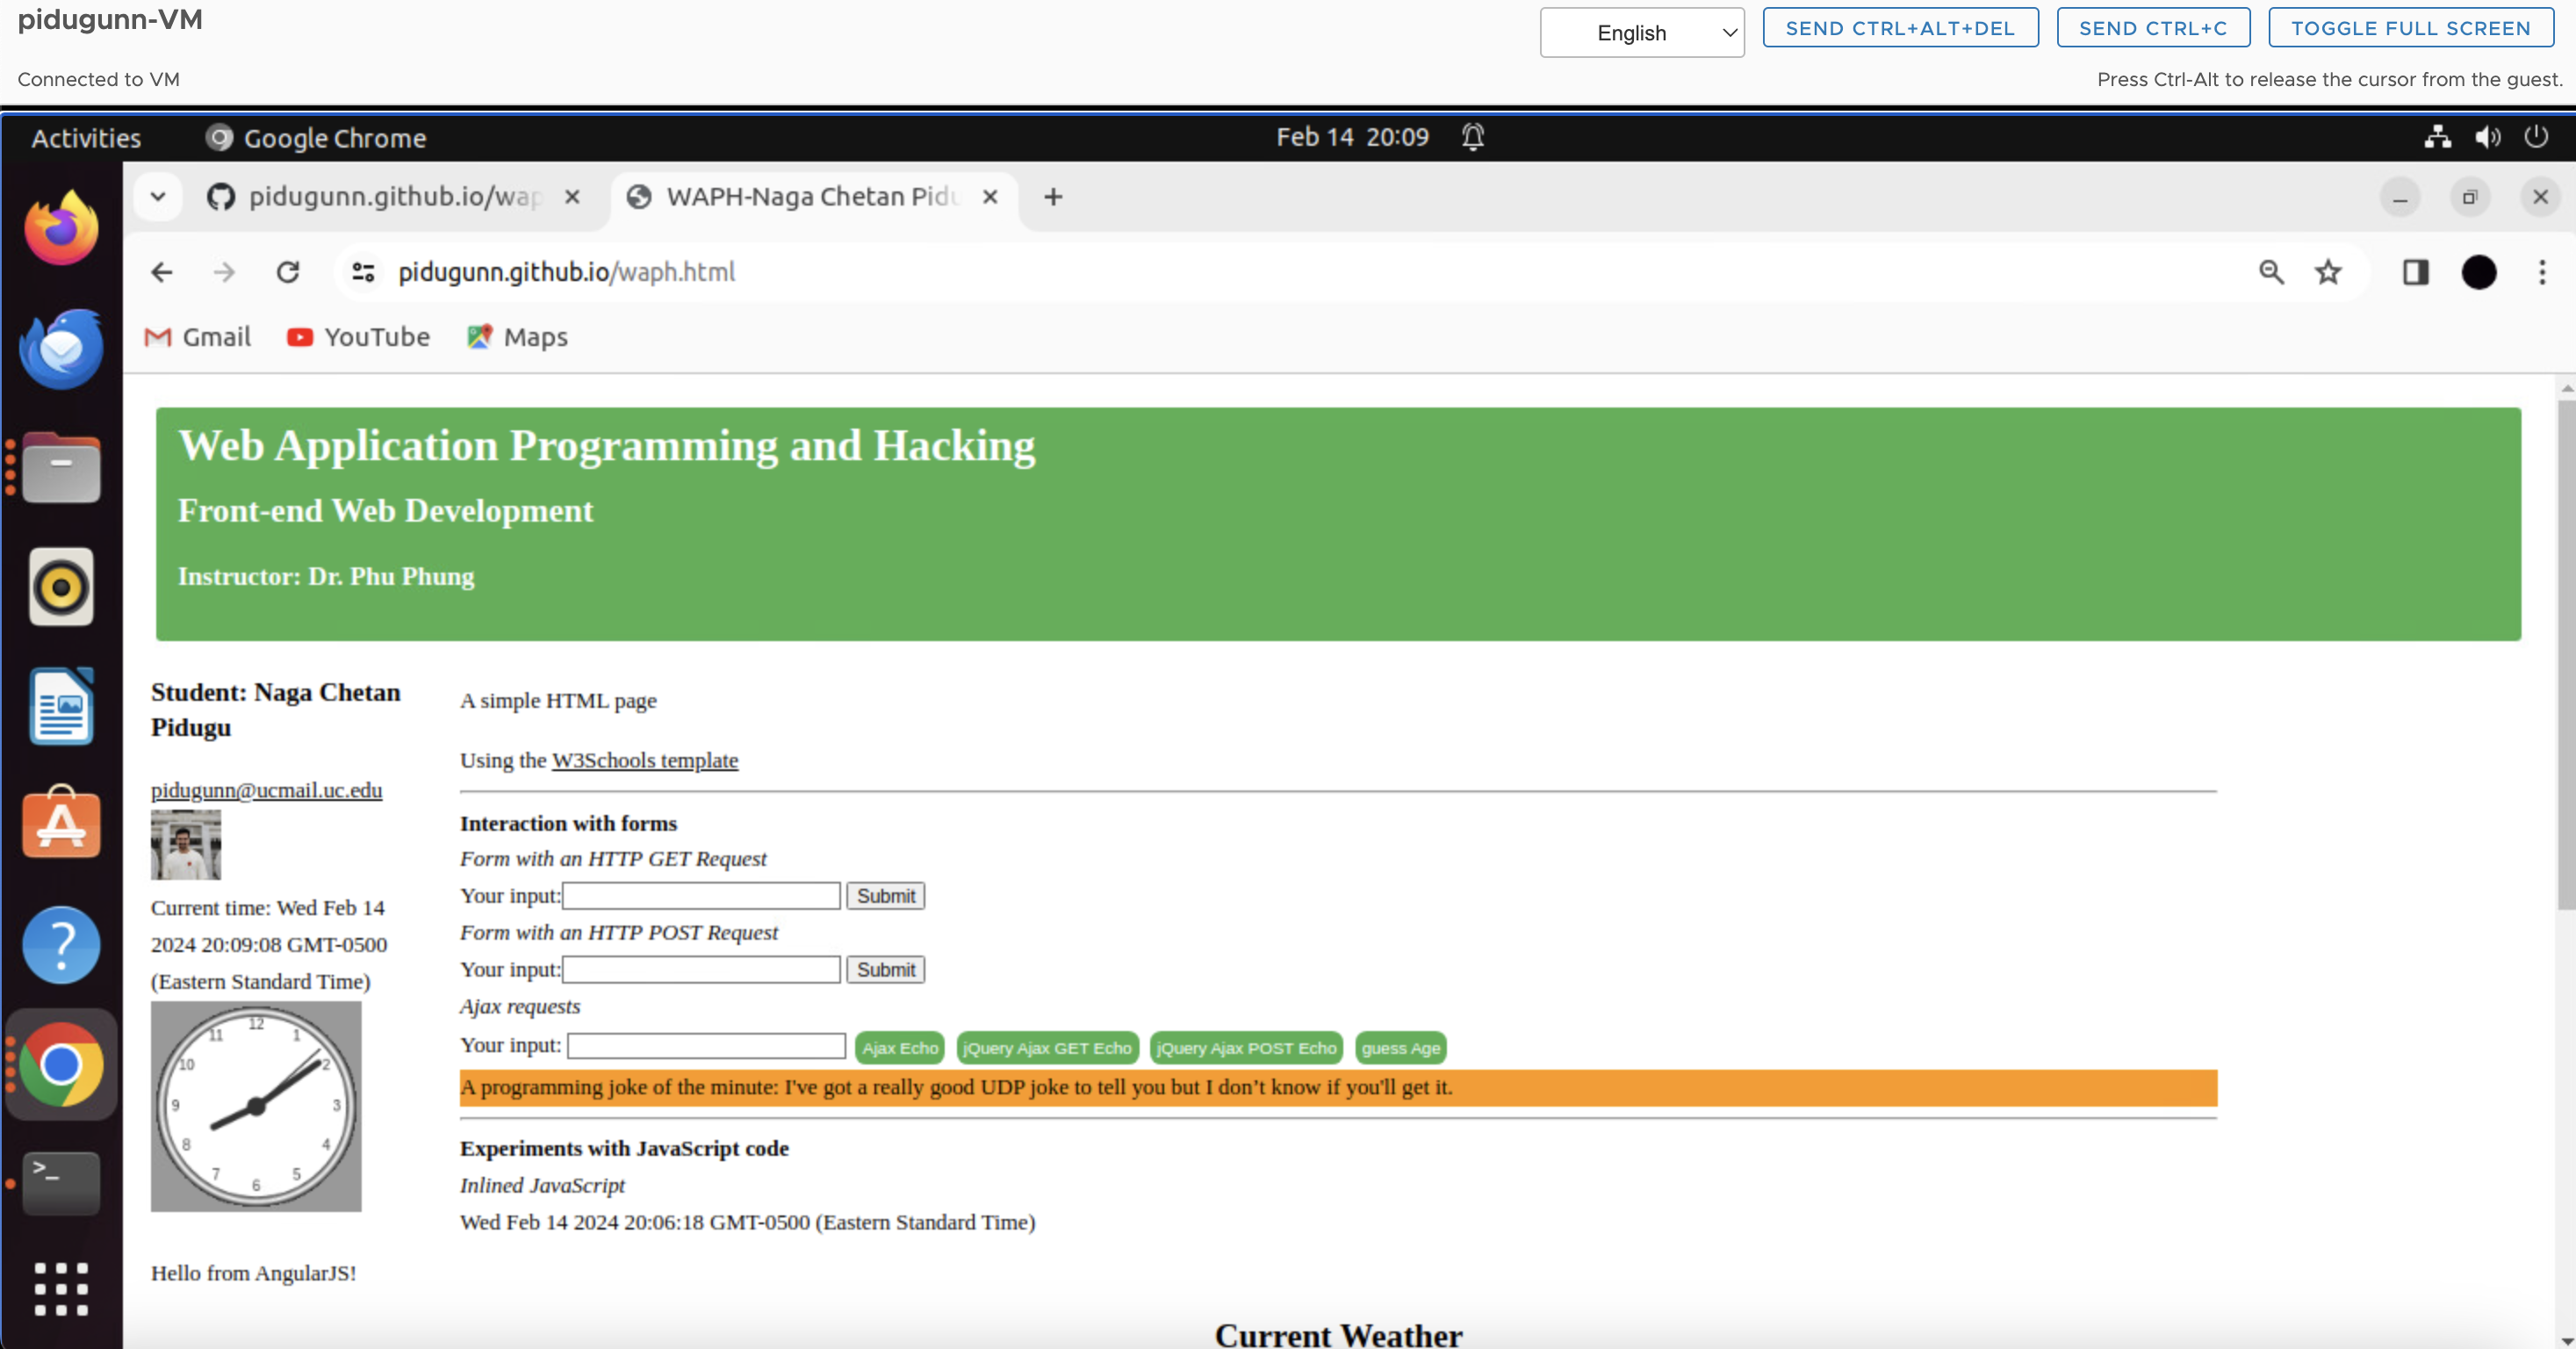 pidugunn-VM
English
SEND CTRL+ALT+DEL
SEND CTRL+C
TOGGLE FULL SCREEN
Connected to VM
Press Ctrl-Alt to release the cursor from the guest.
Activities
Google Chrome
Feb 14 20:09
pidugunn.github.io/wap
WAPH-Naga Chetan Pidu
pidugunn.github.io/waph.html
Gmail
YouTube
Maps
Web Application Programming and Hacking
Front-end Web Development
Instructor: Dr. Phu Phung
Student: Naga Chetan
Pidugu
pidugunn@ucmail.uc.edu
Current time: Wed Feb 14
2024 20:09:08 GMT-0500
(Eastern Standard Time)
12
1
2
3
4
5
6
7
8
9
10
11
Hello from AngularJS!
A simple HTML page
Using the W3Schools template
Interaction with forms
Form with an HTTP GET Request
Your input:
Submit
Form with an HTTP POST Request
Your input:
Submit
Ajax requests
Your input:
Ajax Echo
jQuery Ajax GET Echo
jQuery Ajax POST Echo
guess Age
A programming joke of the minute: I've got a really good UDP joke to tell you but I don’t know if you'll get it.
Experiments with JavaScript code
Inlined JavaScript
Wed Feb 14 2024 20:06:18 GMT-0500 (Eastern Standard Time)
Current Weather